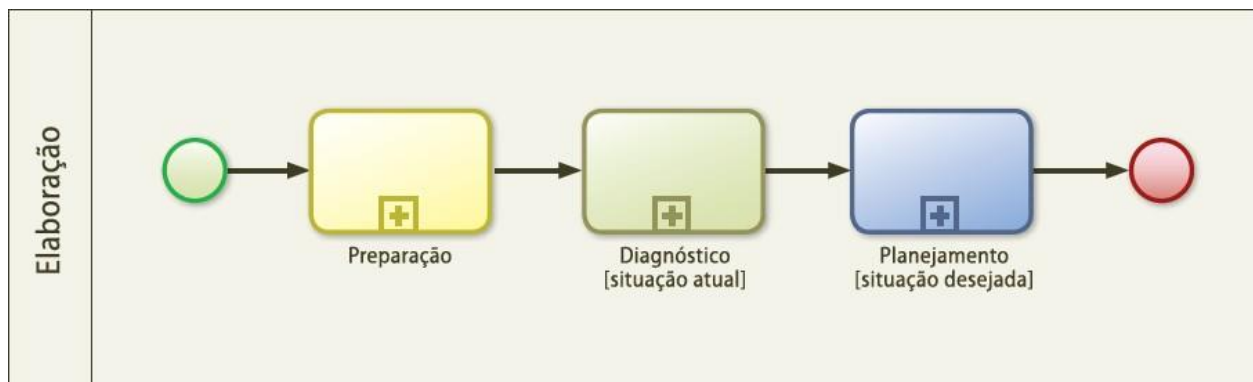 Elaboração
Preparação
Diagnóstico
[situação atual]
Planejamento
[situação desejada]